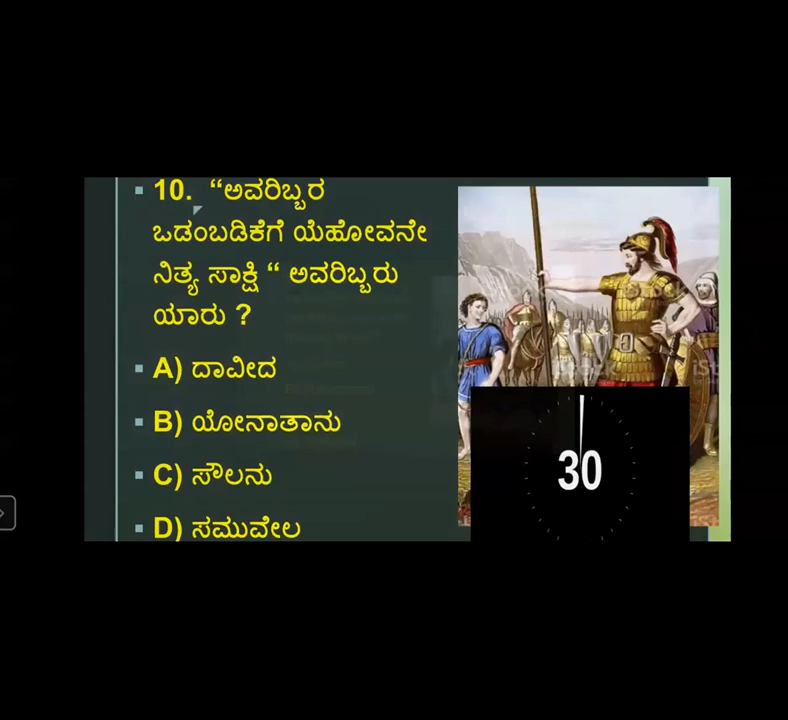 10. “ಅವರಿಬ್ಬರ
ಒಡಂಬಡಿಕೆಗೆ ಯೆಹೋವನೇ
ನಿತ್ಯ ಸಾಕ್ಷಿ “ ಅವರಿಬ್ಬರು
ಯಾರು ?
A) ದಾವೀದ
B) ಯೋನಾತಾನು
C) ಸೌಲನು
D) ಸಮುವೇಲ
30